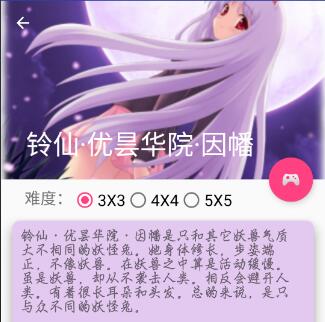 铃仙·优昙华院·因幡
难度：
3X3
4X4
5X5
铃仙·优昙华院·因幡是只和其它妖兽气质
大不相同的妖怪兔。她身体修长，步姿端
正，不像妖兽。在妖兽之中算是活动缓慢。
虽是妖兽，却从不袭击人类。相反会避开人
类。有着很长耳朵和头发。总的来说，是只
与众不同的妖怪兔。